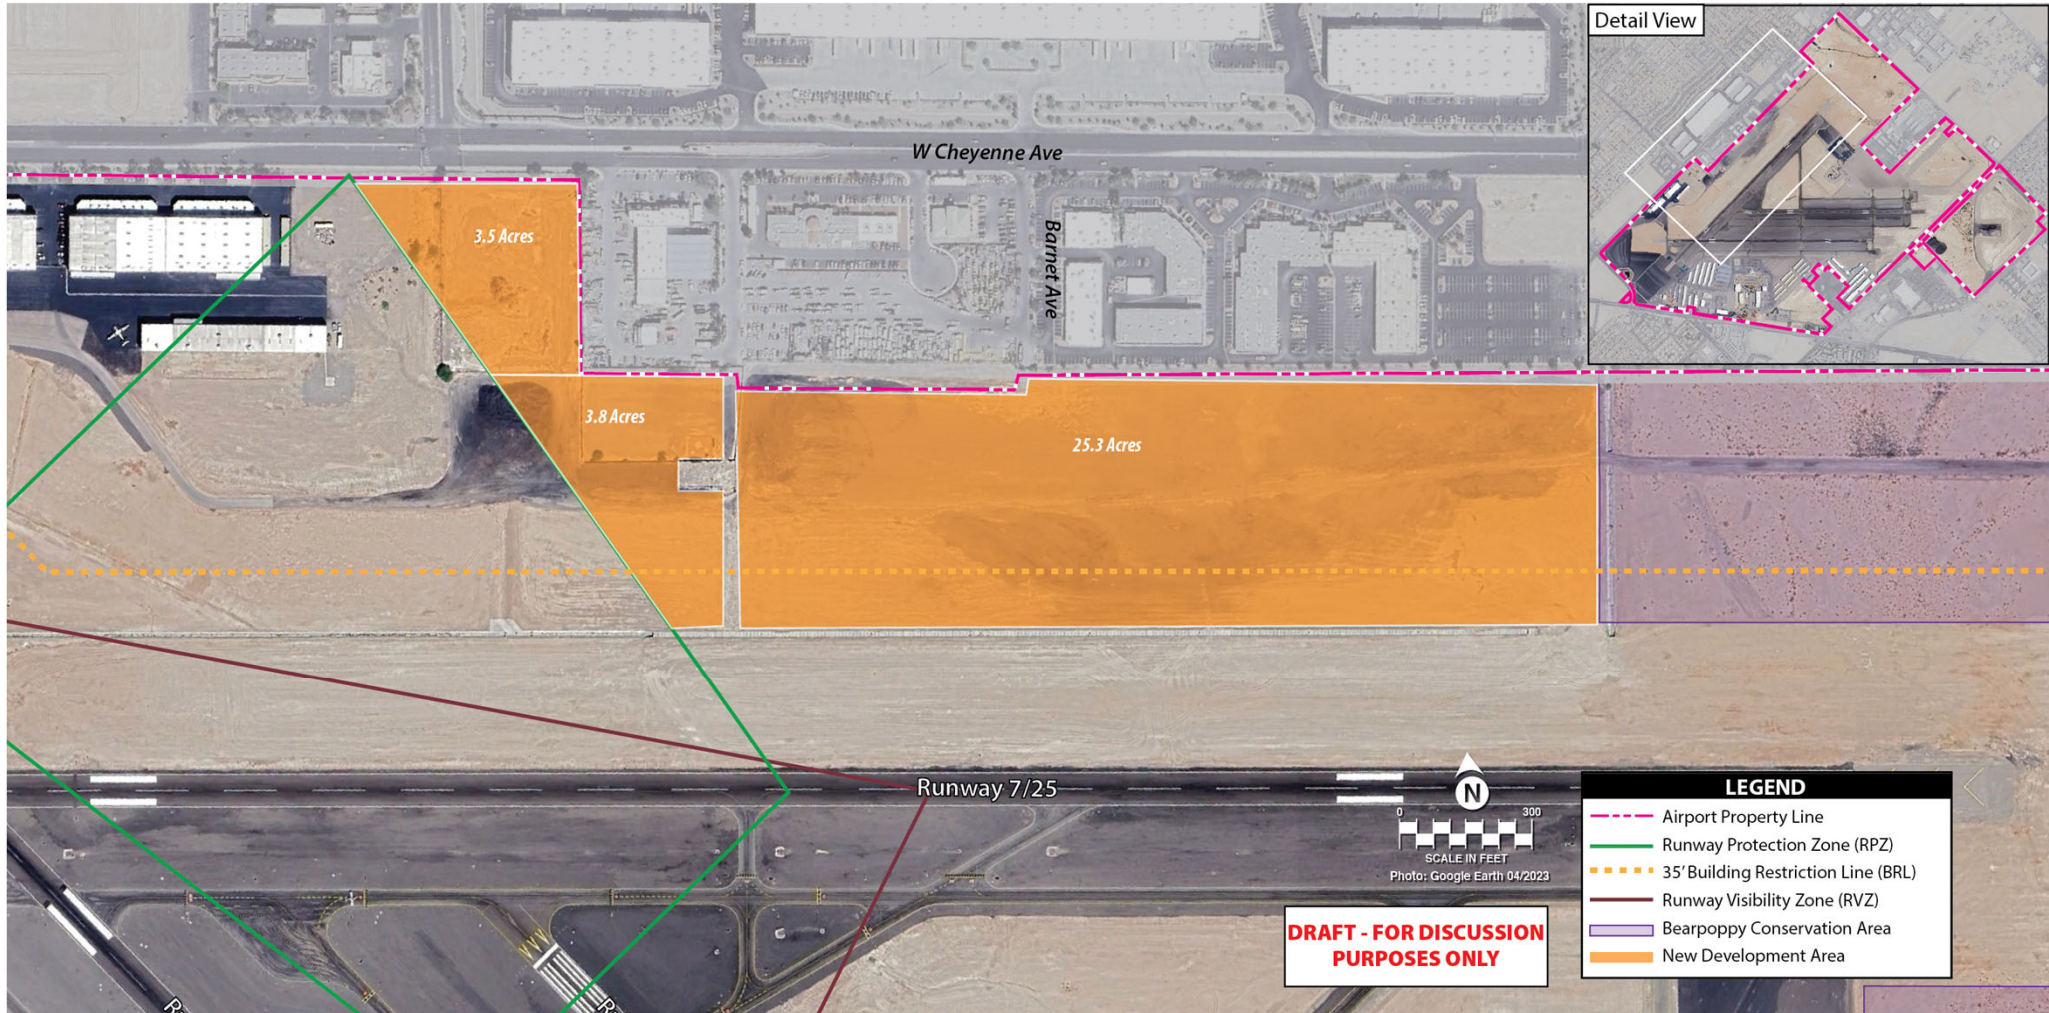 Detail View
W Cheyenne Ave
Barnet Ave
3.5 Acres
3.8 Acres
25.3 Acres
Runway 7/25
N
0 300
SCALE IN FEET
Photo: Google Earth 04/2023
DRAFT - FOR DISCUSSION
PURPOSES ONLY
LEGEND
Airport Property Line
Runway Protection Zone (RPZ)
35' Building Restriction Line (BRL)
Runway Visibility Zone (RVZ)
Bearpoppy Conservation Area
New Development Area